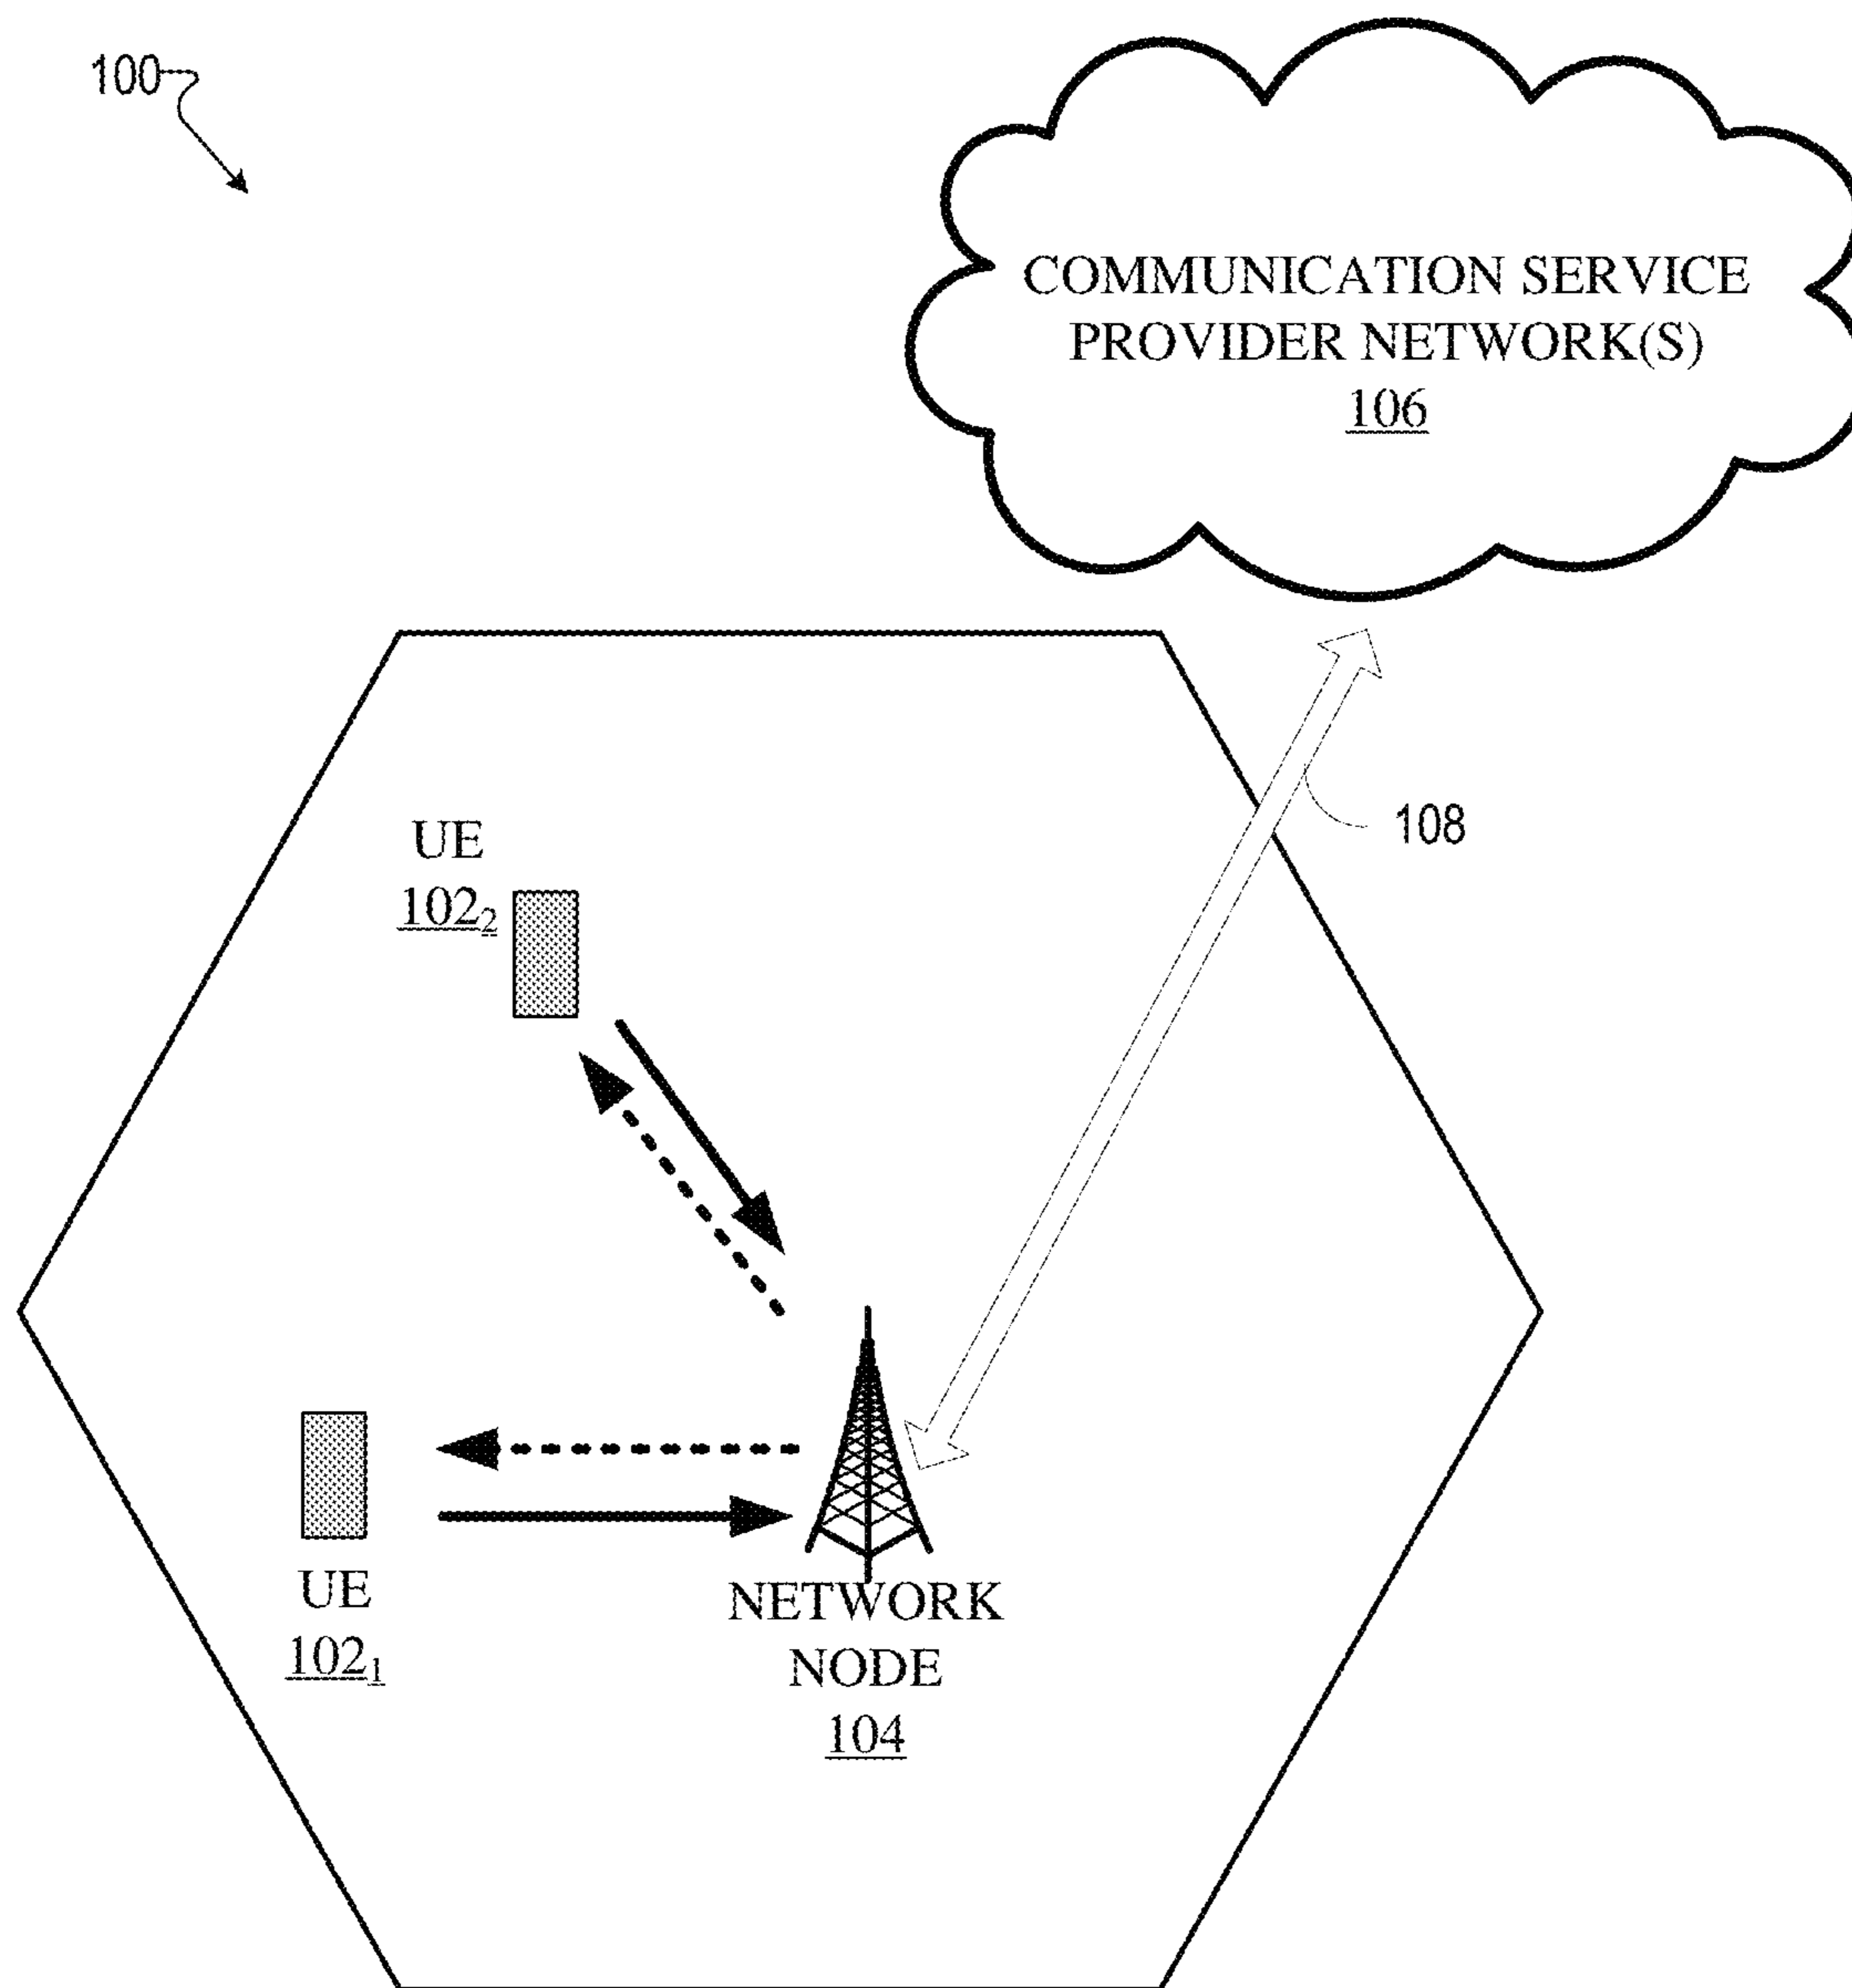 100
COMMUNICATION SERVICE
PROVIDER NETWORK(S)
106
108
UE
102₂
UE
102₁
NETWORK
NODE
104